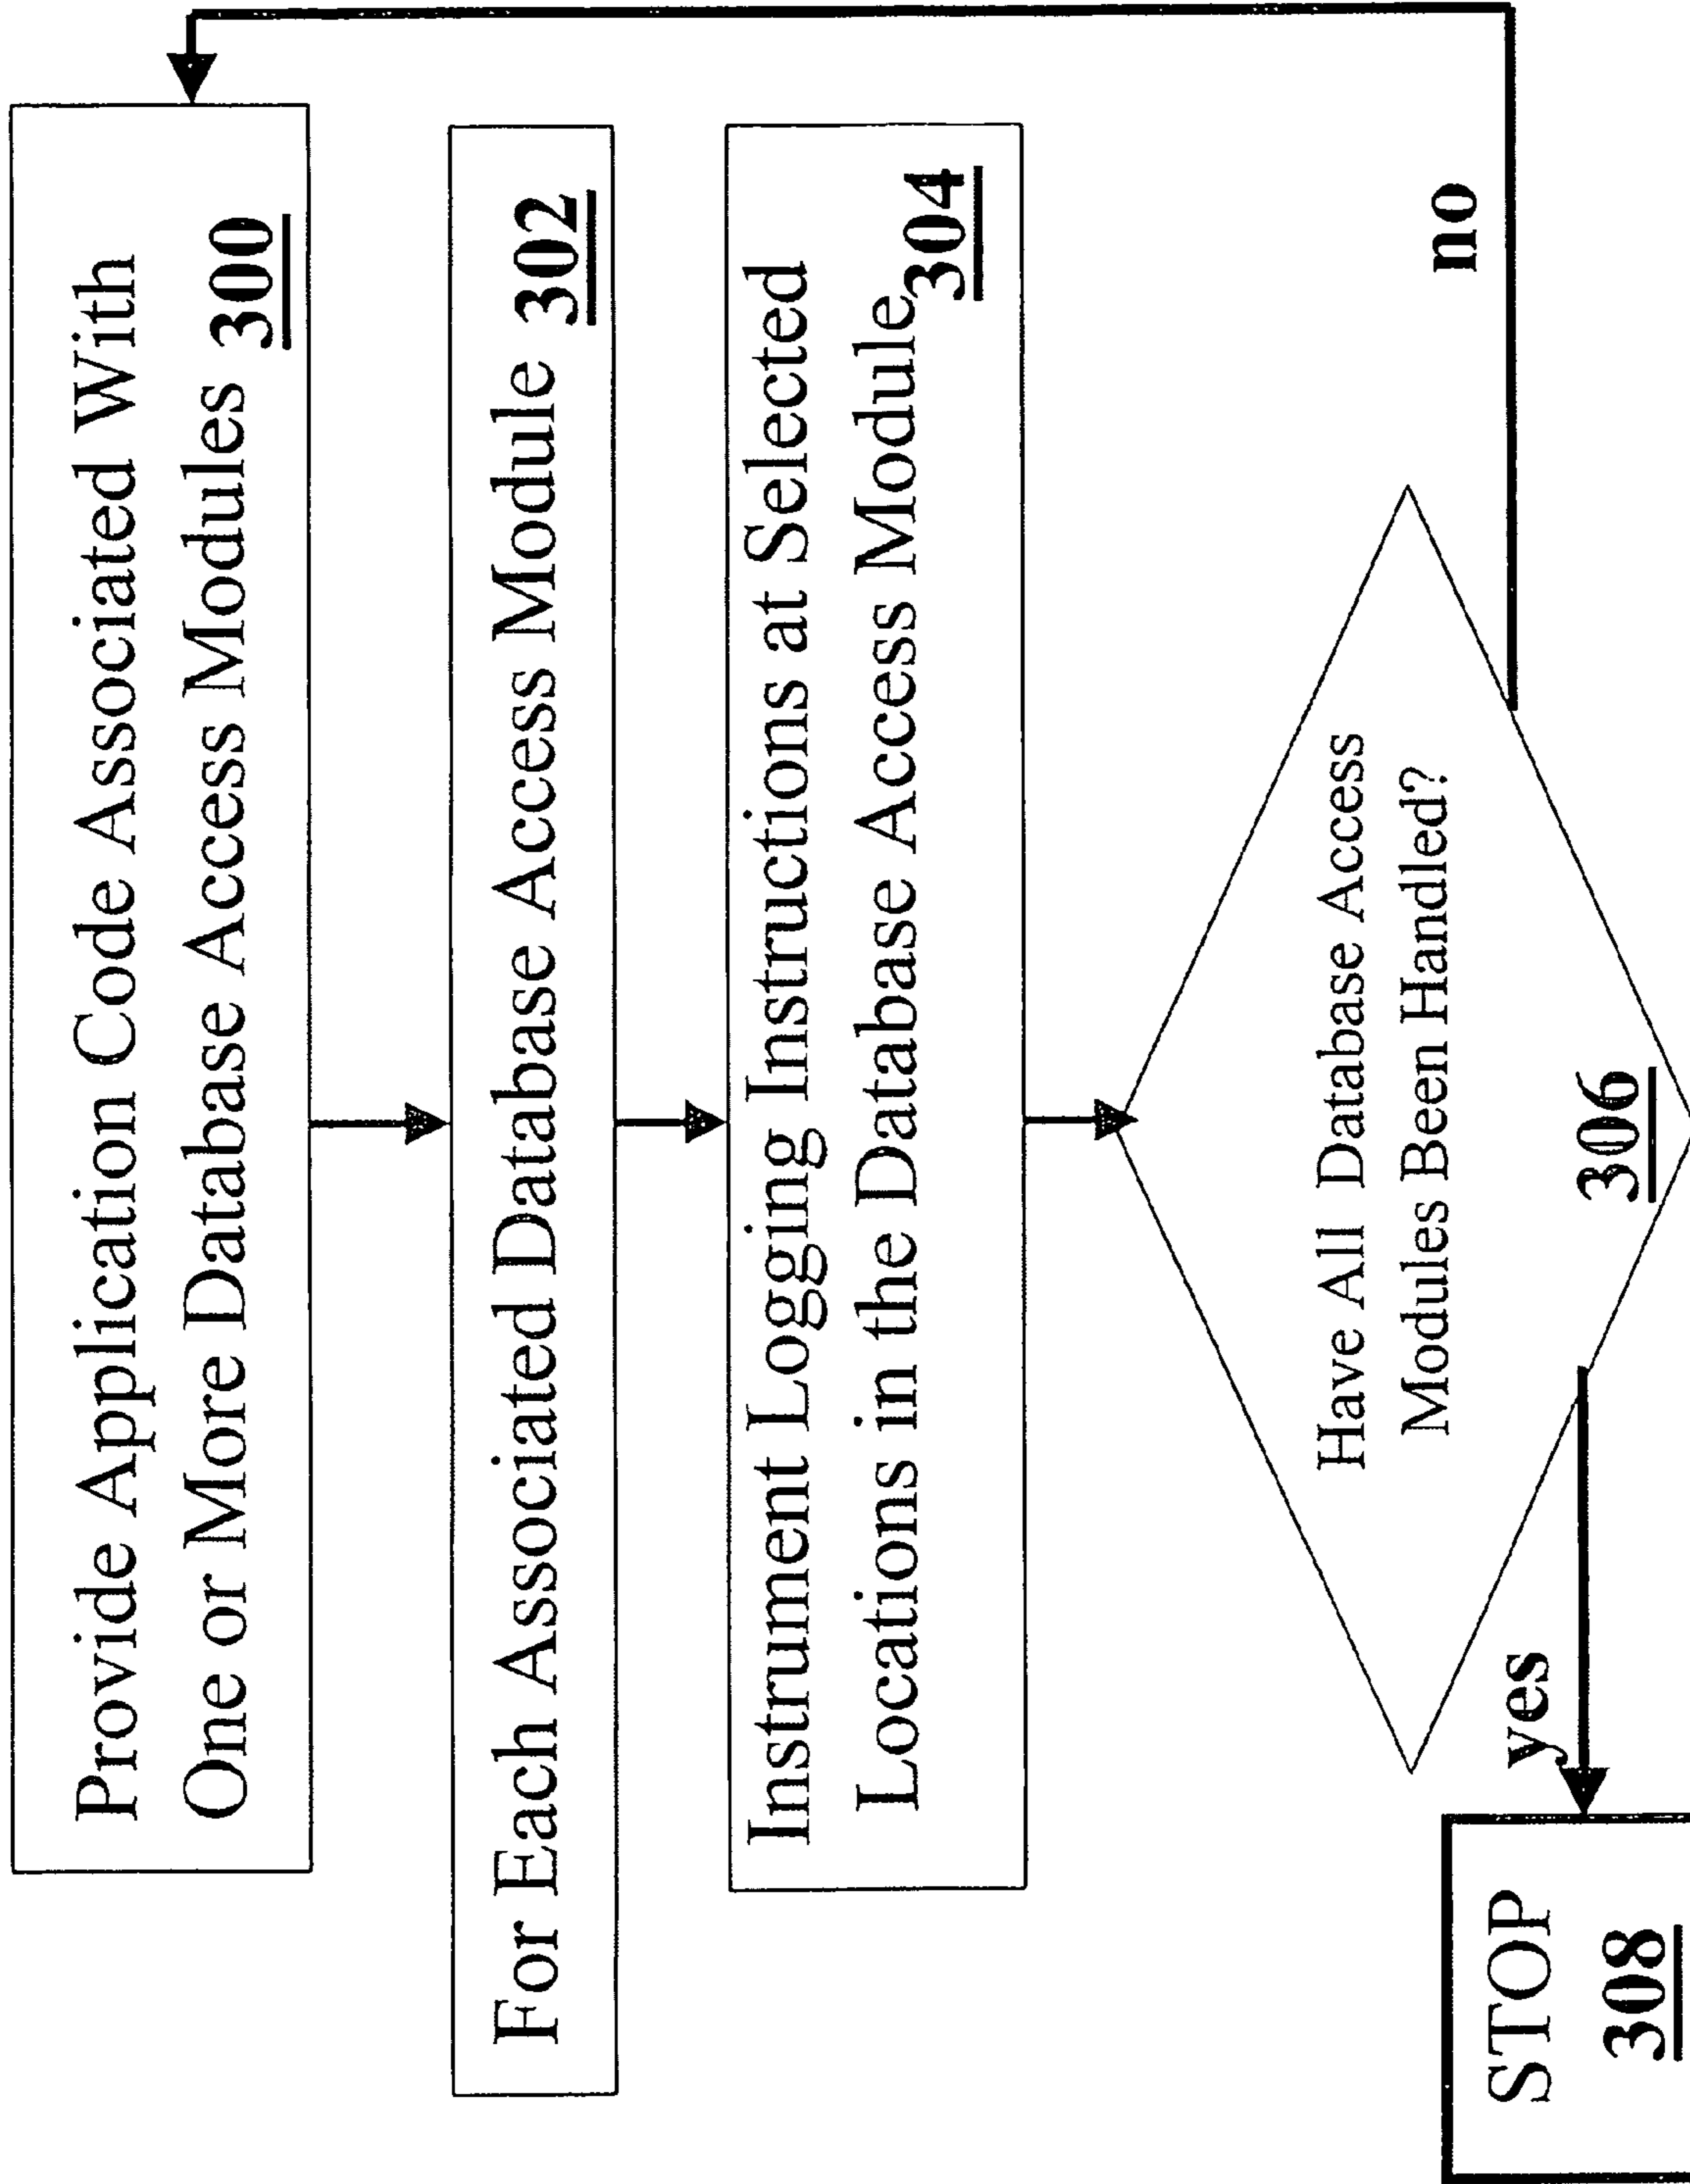 Provide Application Code Associated With
One or More Database Access Modules 300
For Each Associated Database Access Module 302
Instrument Logging Instructions at Selected
Locations in the Database Access Module 304
Have All Database Access
Modules Been Handled?
306
no
yes
STOP
308